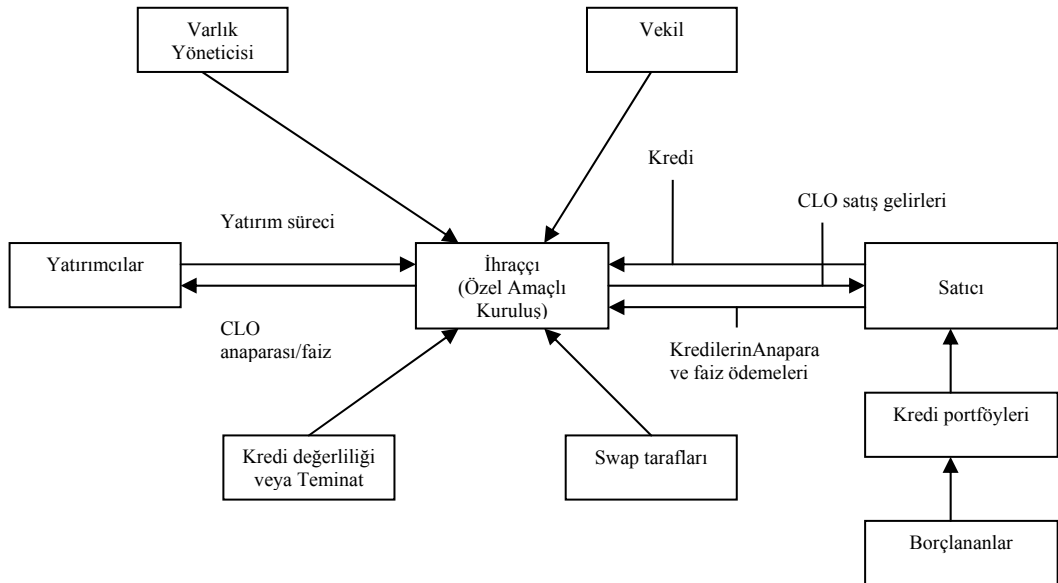 Varlık
Yöneticisi
Vekil
Kredi
CLO satış gelirleri
Yatırım süreci
Yatırımcılar
İhraççı
(Özel Amaçlı
Kuruluş)
Satıcı
CLO
anaparası/faiz
KredilerinAnapara
ve faiz ödemeleri
Kredi portföyleri
Kredi değerliliği
veya Teminat
Swap tarafları
Borçlananlar